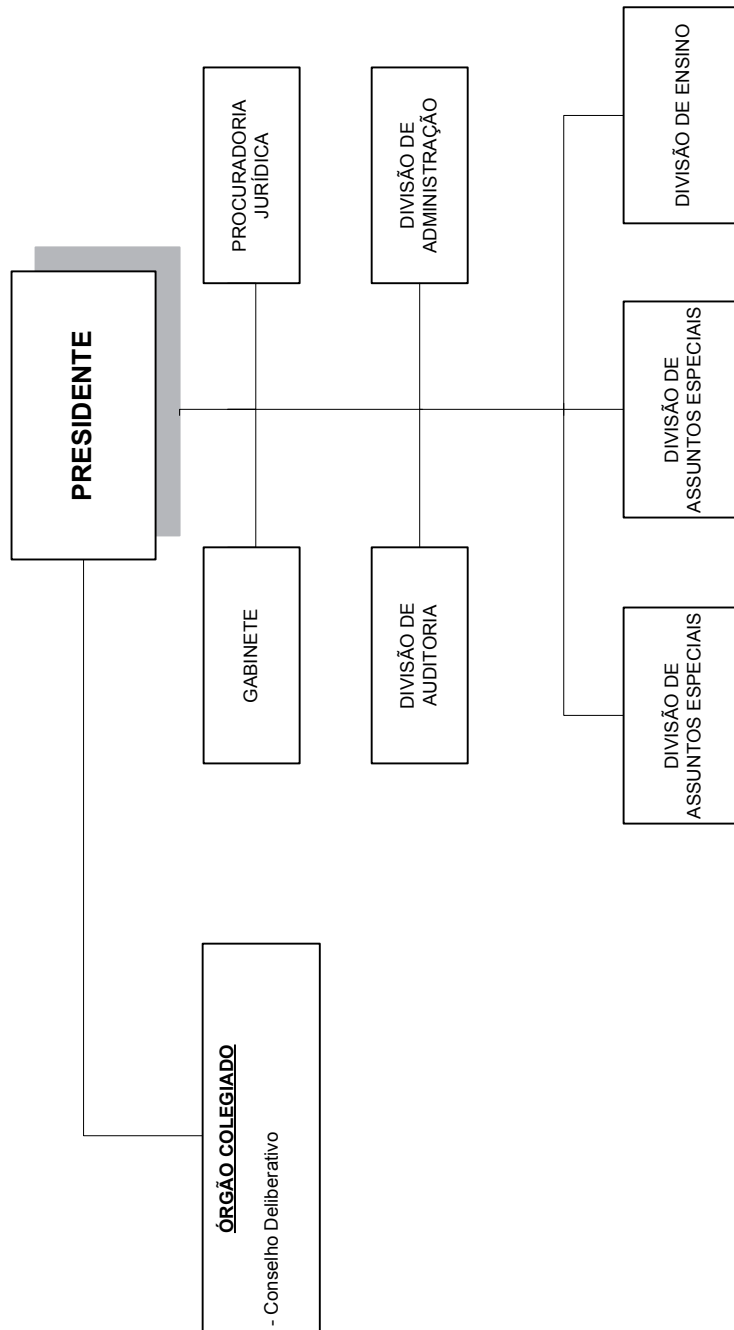 PRESIDENTE
ÓRGÃO COLEGIADO
- Conselho Deliberativo
GABINETE
PROCURADORIA
JURÍDICA
DIVISÃO DE
AUDITORIA
DIVISÃO DE
ADMINISTRAÇÃO
DIVISÃO DE
ASSUNTOS ESPECIAIS
DIVISÃO DE
ASSUNTOS ESPECIAIS
DIVISÃO DE ENSINO